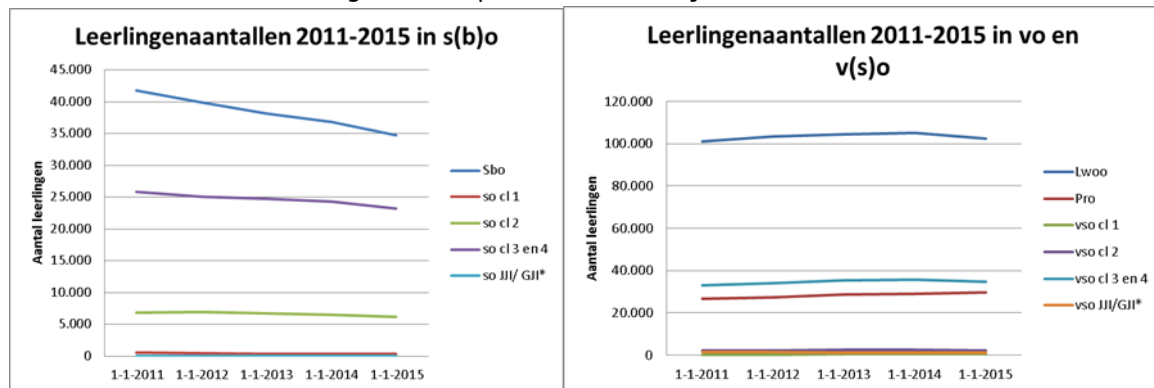 Leerlingenaantallen 2011-2015 in s(b)o
45.000
40.000
35.000
30.000
25.000
20.000
15.000
10.000
5.000
0
Aantal leerlingen
1-1-2011 1-1-2012 1-1-2013 1-1-2014 1-1-2015
Sbo
so cl 1
so cl 2
so cl 3 en 4
so JJI/ GJI*
Leerlingenaantallen 2011-2015 in vo en
v(s)o
120.000
100.000
80.000
60.000
40.000
20.000
0
Aantal leerlingen
1-1-2011 1-1-2012 1-1-2013 1-1-2014 1-1-2015
Lwoo
Pro
vso cl 1
vso cl 2
vso cl 3 en 4
vso JJI/GJI*